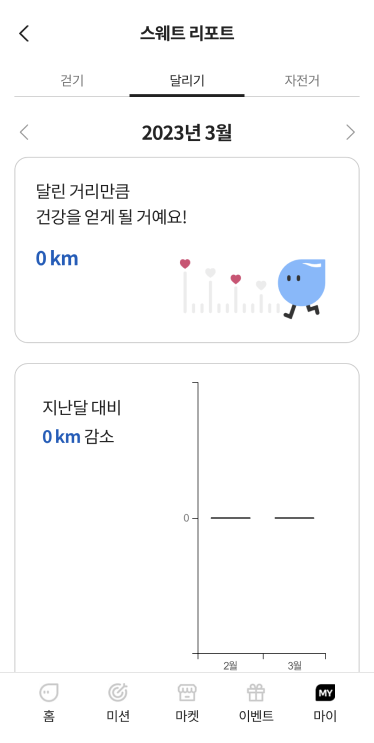 스웨트 리포트
걷기 달리기 자전거
2023년 3월
달린 거리만큼
건강을 얻게 될 거예요!
0 km
지난달 대비
0 km 감소
0
2월 3월
홈 미션 마켓 이벤트 MY 마이